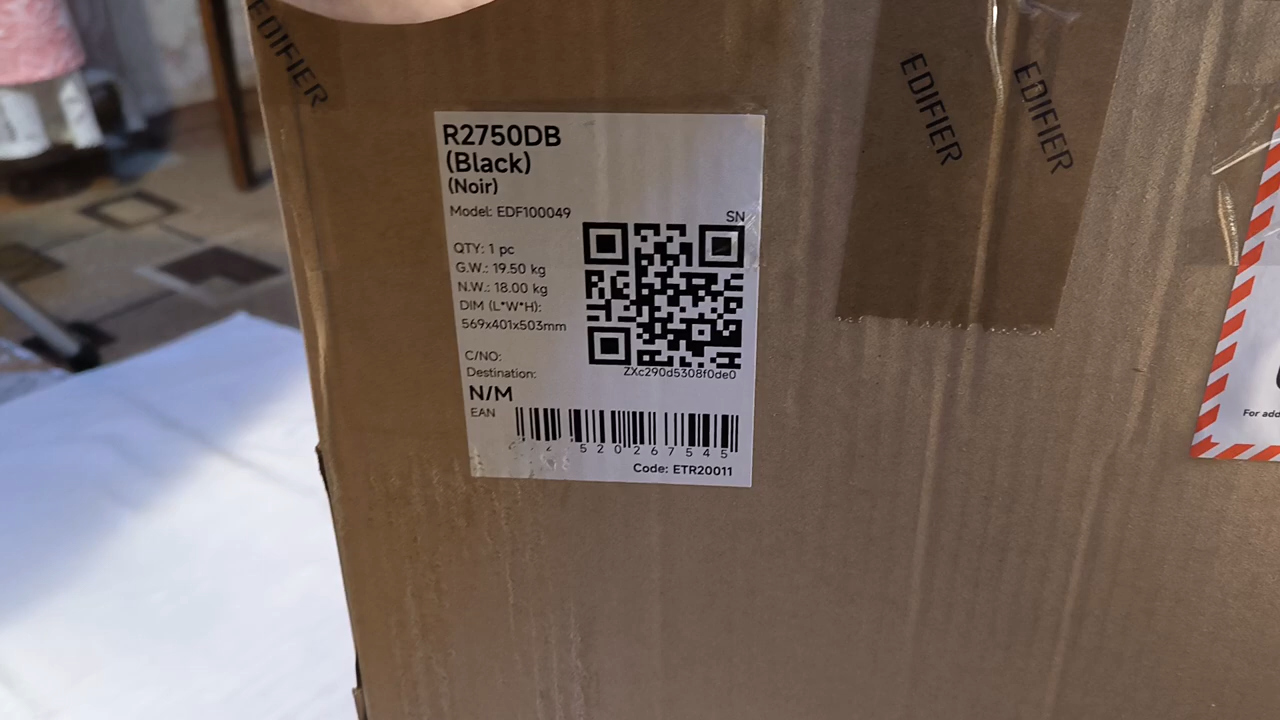 EDIFIER
EDIFIER
EDIFIER
R2750DB
(Black)
(Noir)
Model: EDF100049
SN
QTY: 1 pc
G.W.: 19.50 kg
N.W.: 18.00 kg
DIM (L*W*H):
569x401x503mm
C/NO:
Destination:
ZXc290d5308f0de0
N/M
EAN
520267545
Code: ETR20011
For add